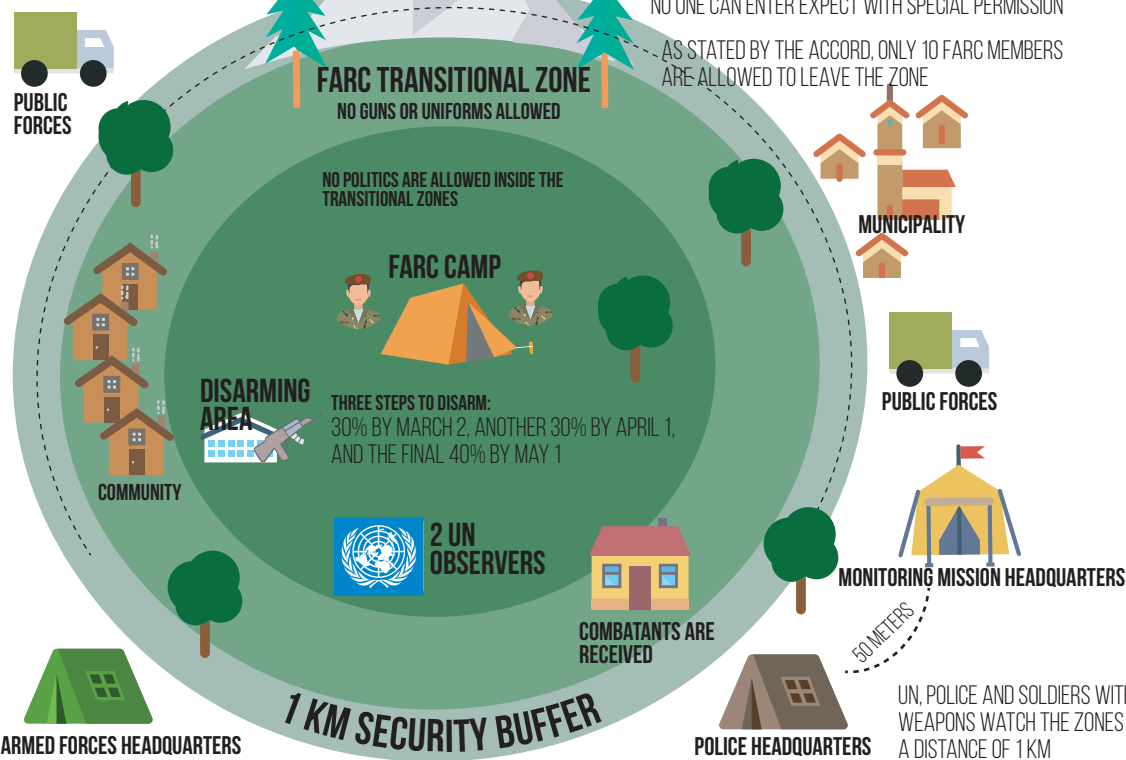 NO ONE CAN ENTER EXPECT WITH SPECIAL PERMISSION
AS STATED BY THE ACCORD, ONLY 10 FARC MEMBERS
ARE ALLOWED TO LEAVE THE ZONE
PUBLIC
FORCES
FARC TRANSITIONAL ZONE
NO GUNS OR UNIFORMS ALLOWED
NO POLITICS ARE ALLOWED INSIDE THE
TRANSITIONAL ZONES
MUNICIPALITY
FARC CAMP
PUBLIC FORCES
DISARMING
AREA
THREE STEPS TO DISARM:
30% BY MARCH 2, ANOTHER 30% BY APRIL 1,
AND THE FINAL 40% BY MAY 1
COMMUNITY
2 UN
OBSERVERS
MONITORING MISSION HEADQUARTERS
50 METERS
COMBATANTS ARE
RECEIVED
1 KM SECURITY BUFFER
ARMED FORCES HEADQUARTERS
POLICE HEADQUARTERS
UN, POLICE AND SOLDIERS WITH
WEAPONS WATCH THE ZONES
A DISTANCE OF 1 KM